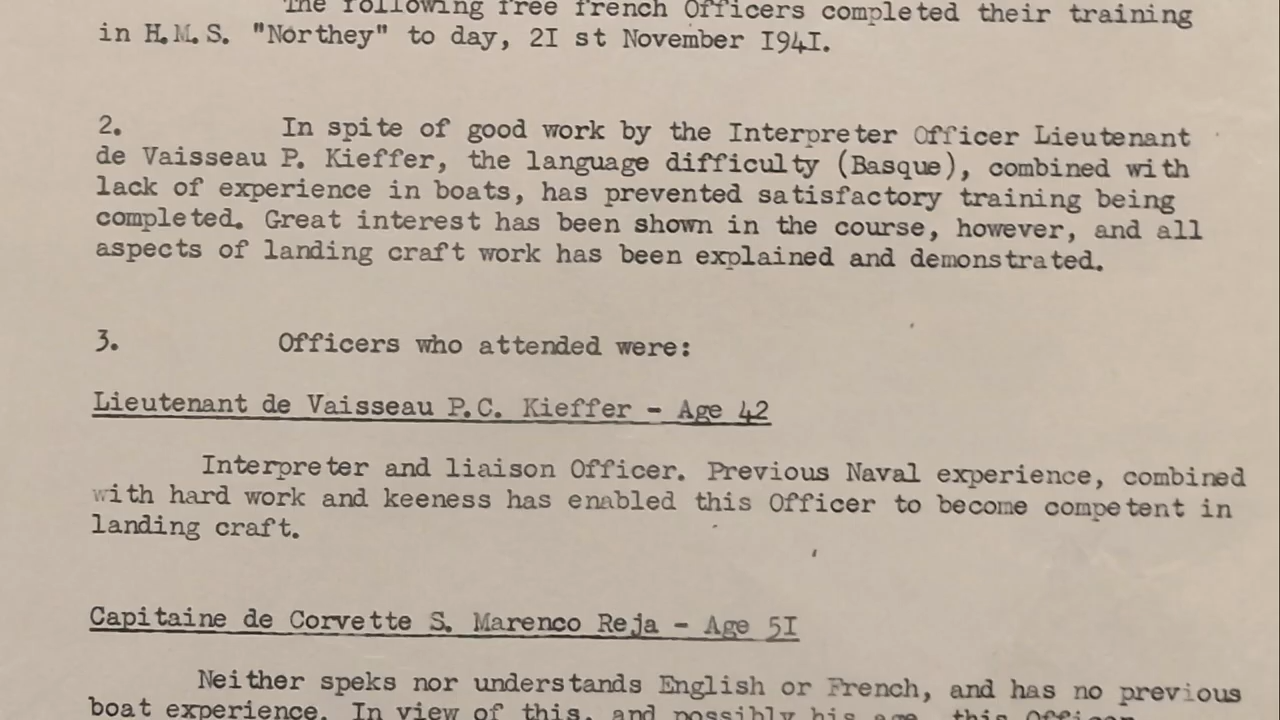 The following free french Officers completed their training
in H.M.S. "Northey" to day, 2I st November I94I.
2. In spite of good work by the Interpreter Officer Lieutenant
de Vaisseau P. Kieffer, the language difficulty (Basque), combined with
lack of experience in boats, has prevented satisfactory training being
completed. Great interest has been shown in the course, however, and all
aspects of landing craft work has been explained and demonstrated.
3. Officers who attended were:
Lieutenant de Vaisseau P.C. Kieffer - Age 42
Interpreter and liaison Officer. Previous Naval experience, combined
with hard work and keeness has enabled this Officer to become competent in
landing craft.
Capitaine de Corvette S. Marenco Reja - Age 5I
Neither speks nor understands English or French, and has no previous
boat experience. In view of this, and possibly his age, this Officer